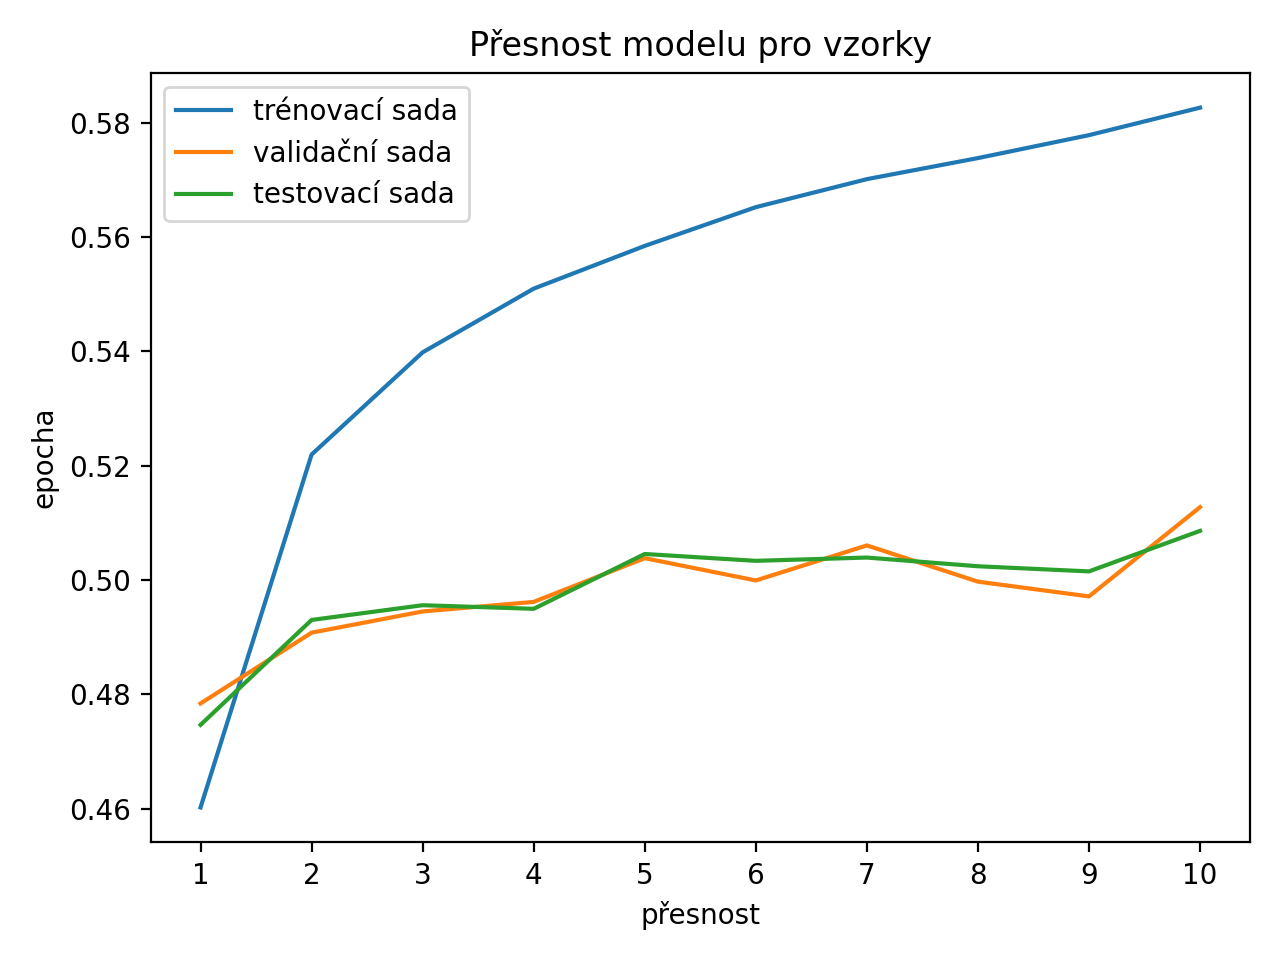 Přesnost modelu pro vzorky
trénovací sada
validační sada
testovací sada
0.58
0.56
0.54
0.52
0.50
0.48
0.46
epocha
1 2 3 4 5 6 7 8 9 10
přesnost